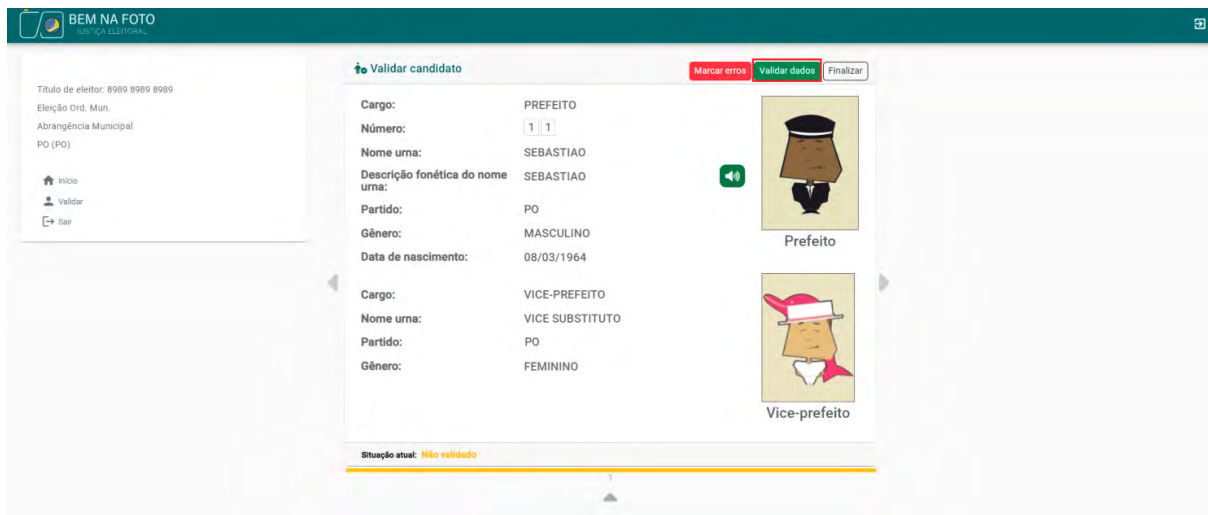 BEM NA FOTO
JUSTIÇA ELEITORAL
Título de eleitor: 8989 8989 8989
Eleição Ord. Mun.
Abrangência Municipal
PO (PO)
Início
Validar
Sair
Validar candidato
Marcar erros Validar dados Finalizar
Cargo: PREFEITO
Número: 1 1
Nome urna: SEBASTIAO
Descrição fonética do nome urna: SEBASTIAO
Partido: PO
Gênero: MASCULINO
Data de nascimento: 08/03/1964
Prefeito
Cargo: VICE-PREFEITO
Nome urna: VICE SUBSTITUTO
Partido: PO
Gênero: FEMININO
Vice-prefeito
Situação atual: Não validado
1